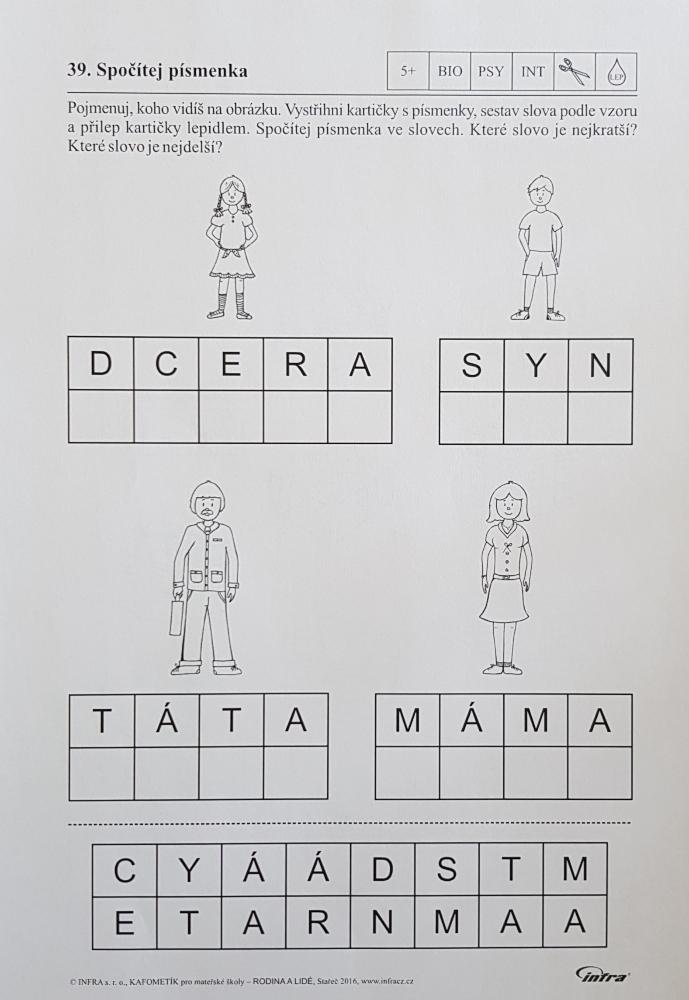 39. Spočítej písmenka
5+ BIO PSY INT LEP
Pojmenuj, koho vidíš na obrázku. Vystřihni kartičky s písmenky, sestav slova podle vzoru
a přilep kartičky lepidlem. Spočítej písmenka ve slovech. Které slovo je nejkratší?
Které slovo je nejdelší?
D C E R A
S Y N
T Á T A
M Á M A
C Y Á Á D S T M
E T A R N M A A
© INFRA s. r. o., KAFOMETÍK pro mateřské školy – RODINA A LIDÉ, Stařeč 2016, www.infracz.cz
infra